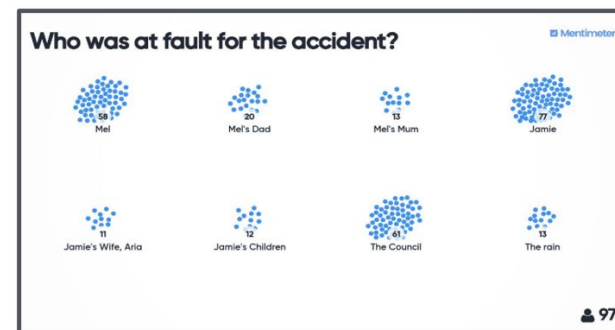 Who was at fault for the accident?
Mentimeter
58
Mel
20
Mel's Dad
13
Mel's Mum
77
Jamie
11
Jamie's Wife, Aria
12
Jamie's Children
61
The Council
13
The rain
97